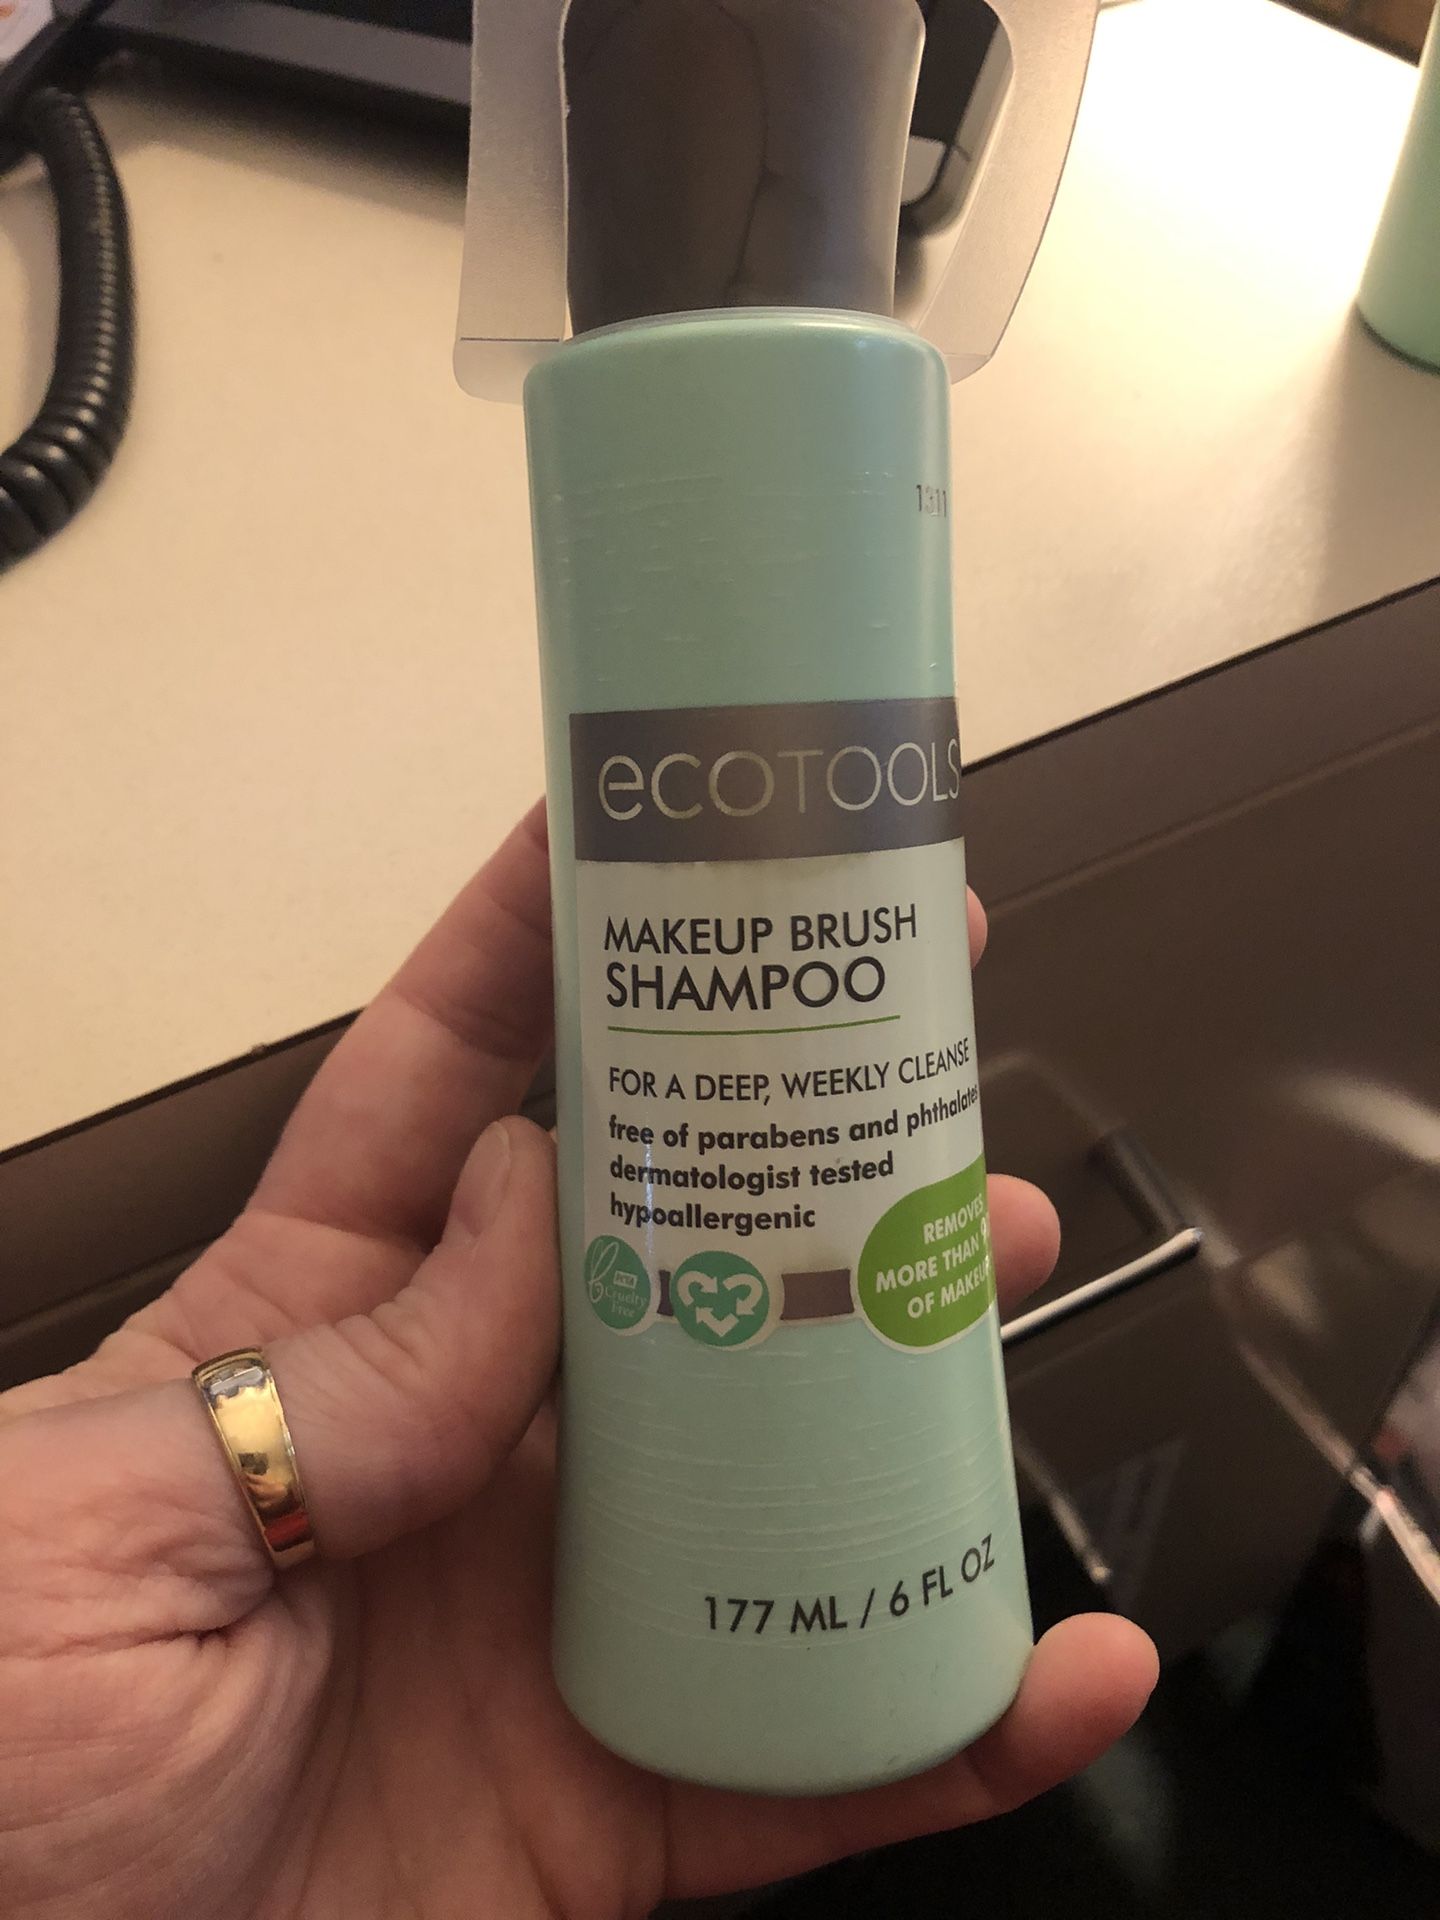 1311
ecoTOOLS
MAKEUP BRUSH
SHAMPOO
FOR A DEEP, WEEKLY CLEANSE
free of parabens and phthalates
dermatologist tested
hypoallergenic
PETA
Cruelty
Free
REMOVES
MORE THAN
OF MAKEUP
177 ML / 6 FL OZ